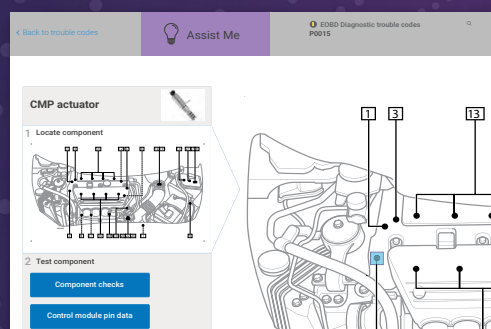 < Back to trouble codes
Assist Me
EOBD Diagnostic trouble codes
P0015
CMP actuator
1 Locate component
1
3
13
2 Test component
Component checks
Control module pin data